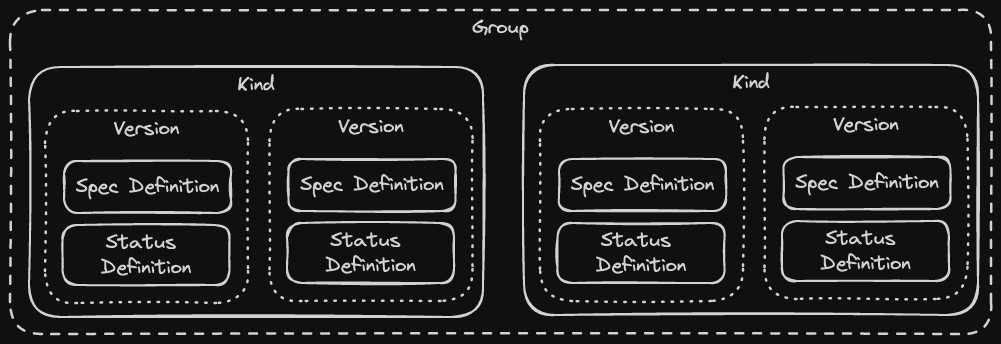 Group
Kind
Version
Spec Definition
Status
Definition
Version
Spec Definition
Status
Definition
Kind
Version
Spec Definition
Status
Definition
Version
Spec Definition
Status
Definition